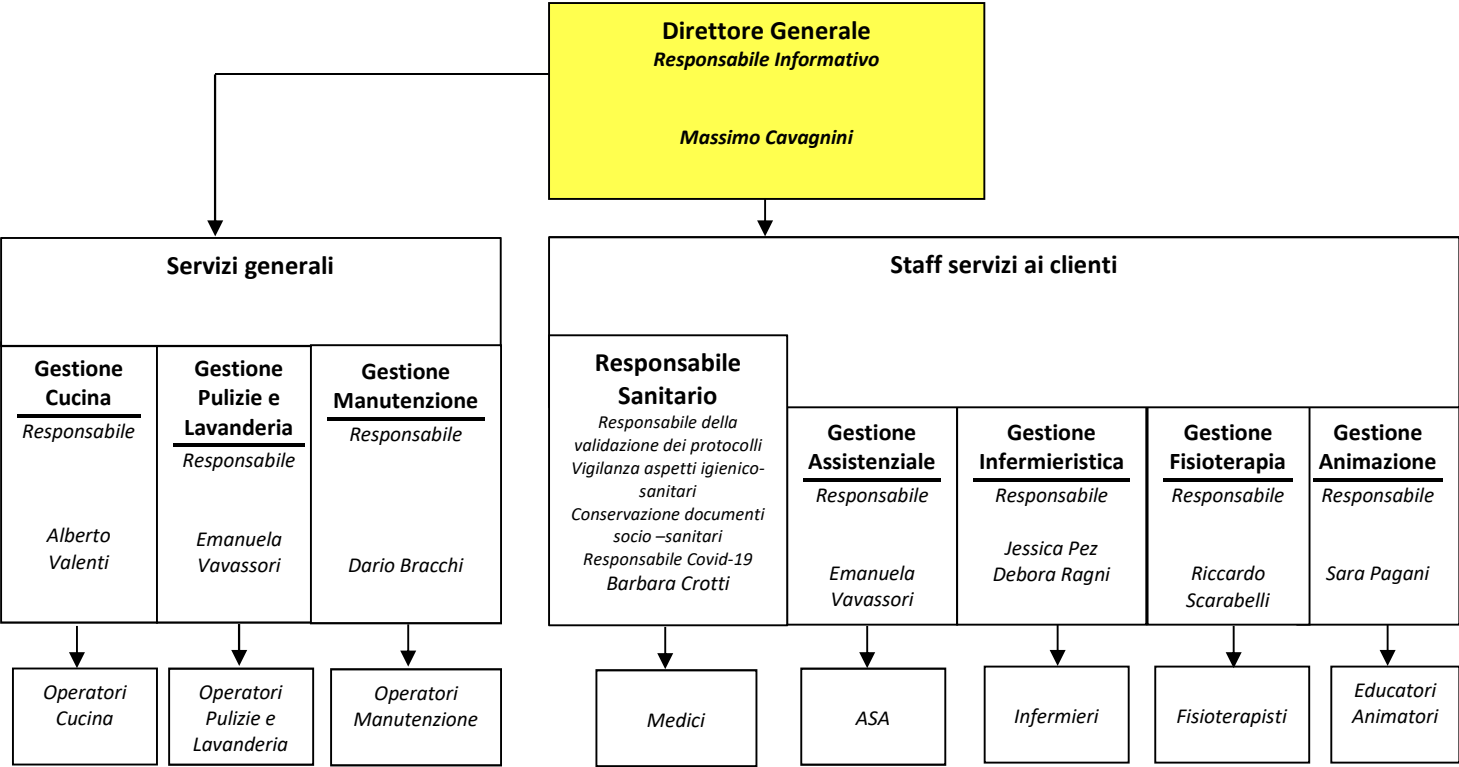 Direttore Generale
Responsabile Informativo
Massimo Cavagnini
Servizi generali
Gestione
Cucina
Responsabile
Alberto
Valenti
Gestione
Pulizie e
Lavanderia
Responsabile
Emanuela
Vavassori
Gestione
Manutenzione
Responsabile
Dario Bracchi
Operatori
Cucina
Operatori
Pulizie e
Lavanderia
Operatori
Manutenzione
Staff servizi ai clienti
Responsabile
Sanitario
Responsabile della
validazione dei protocolli
Vigilanza aspetti igienico-
sanitari
Conservazione documenti
socio –sanitari
Responsabile Covid-19
Barbara Crotti
Gestione
Assistenziale
Responsabile
Emanuela
Vavassori
Gestione
Infermieristica
Responsabile
Jessica Pez
Debora Ragni
Gestione
Fisioterapia
Responsabile
Riccardo
Scarabelli
Gestione
Animazione
Responsabile
Sara Pagani
Medici
ASA
Infermieri
Fisioterapisti
Educatori
Animatori